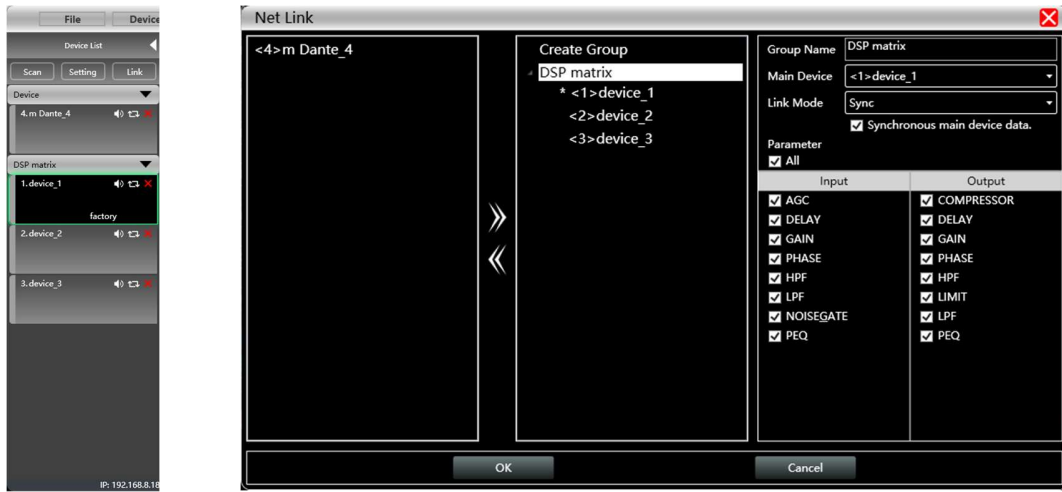 File Device
Device List
Scan Setting Link
Device
4.m Dante_4
DSP matrix
1.device_1
factory
2.device_2
3.device_3
IP: 192.168.8.18
Net Link
<4>m Dante_4
Create Group
DSP matrix
* <1>device_1
<2>device_2
<3>device_3
Group Name DSP matrix
Main Device <1>device_1
Link Mode Sync
Synchronous main device data.
Parameter
All
Input Output
AGC COMPRESSOR
DELAY DELAY
GAIN GAIN
PHASE PHASE
HPF HPF
LPF LIMIT
NOISEGATE LPF
PEQ PEQ
OK Cancel